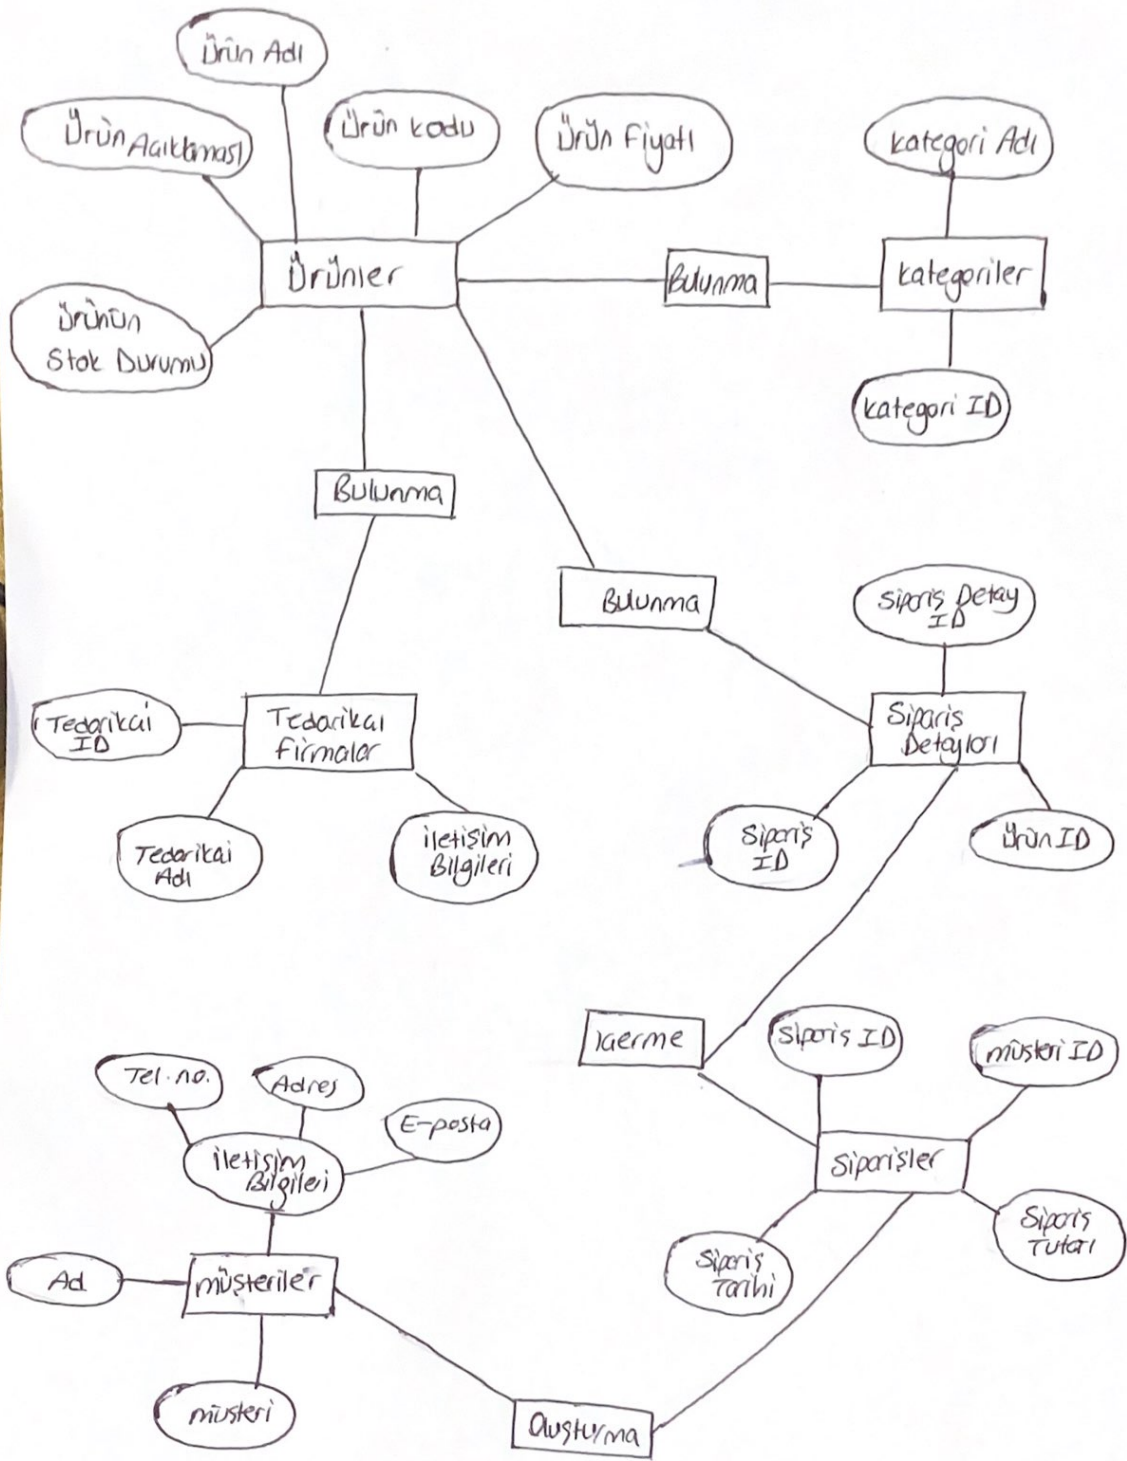 Ürün Adı
Ürün Açıklaması
Ürün Kodu
Ürün Fiyatı
Kategori Adı
Ürünler
Bulunma
Kategoriler
Ürünün
Stok Durumu
Kategori ID
Bulunma
Bulunma
Sipariş Detay
ID
Tedarikçi
ID
Tedarikçi
Firmalar
Sipariş
Detayları
Tedarikçi
Adı
İletişim
Bilgileri
Sipariş
ID
Ürün ID
İçerme
Sipariş ID
müşteri ID
Tel. no.
Adres
E-posta
İletişim
Bilgileri
Siparişler
Sipariş
Tutarı
Sipariş
Tarihi
Ad
müşteriler
müşteri
Oluşturma